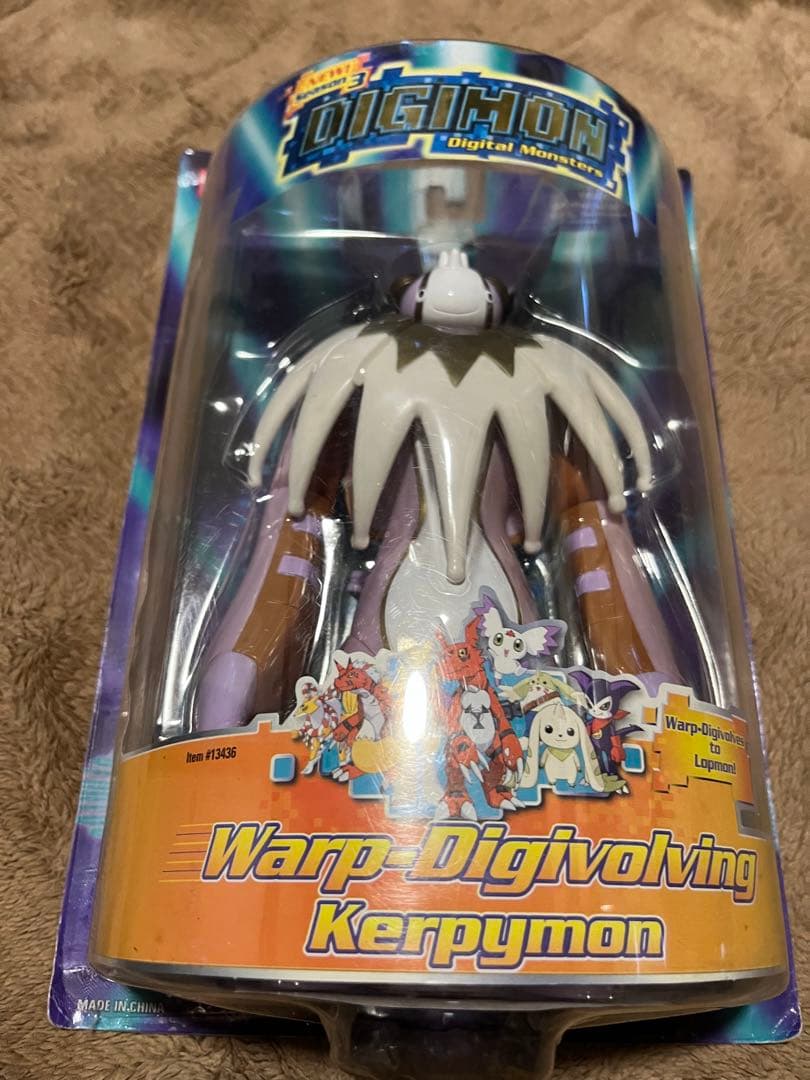 NEW!
Season 3
DIGIMON
Digital Monsters
Item #13436
Warp-Digivolves
to
Lopmon!
Warp-Digivolving
Kerpymon
MADE IN CHINA